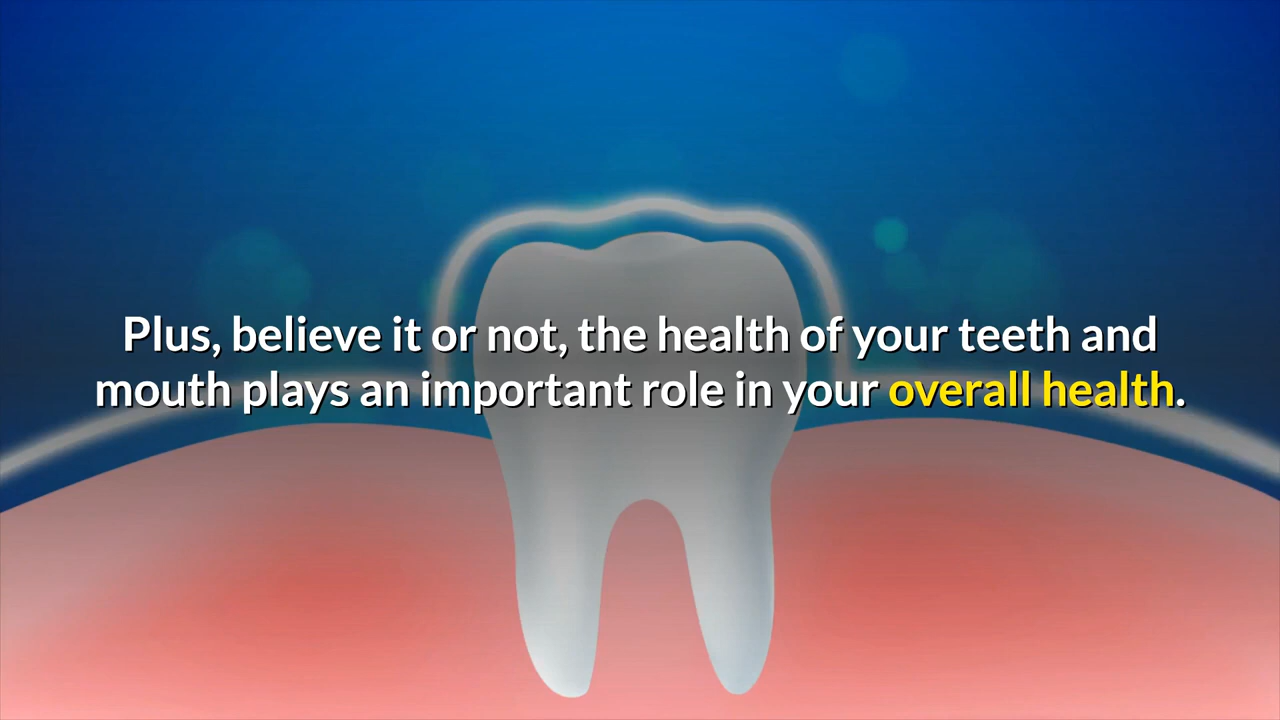 Plus, believe it or not, the health of your teeth and
mouth plays an important role in your overall health.